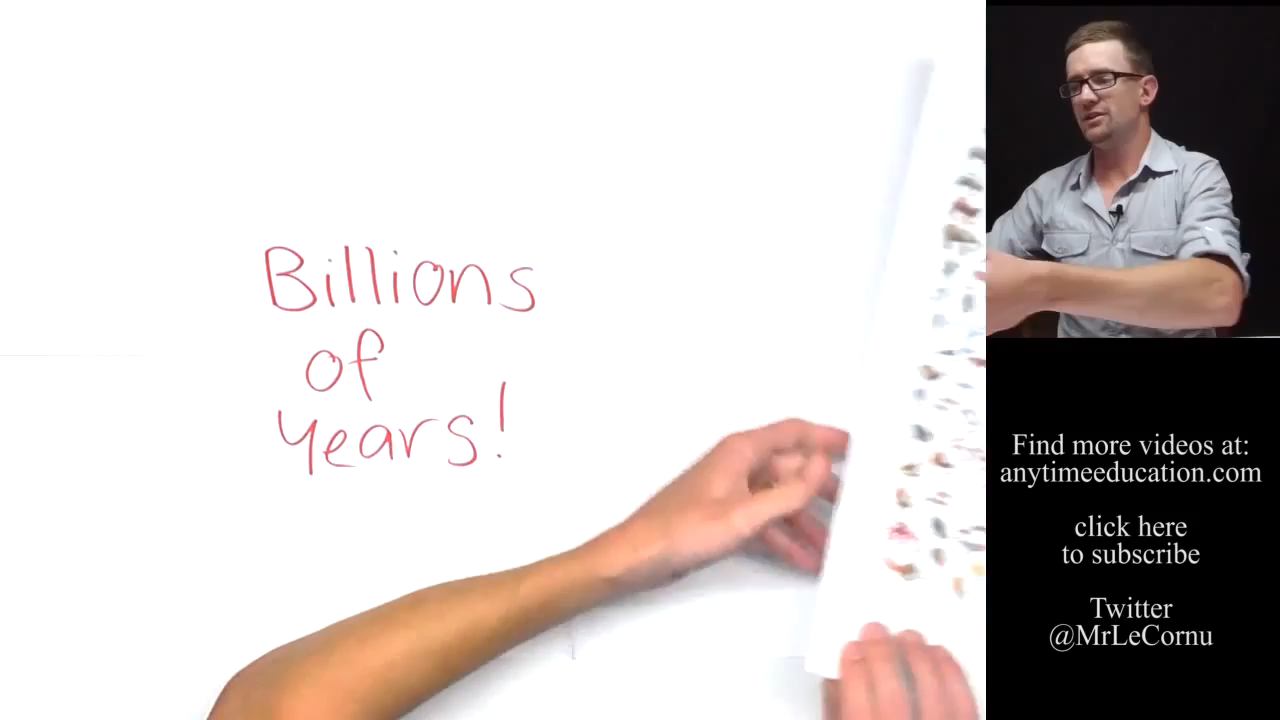 Billions
of
years!
Find more videos at:
anytimeeducation.com
click here
to subscribe
Twitter
@MrLeCornu